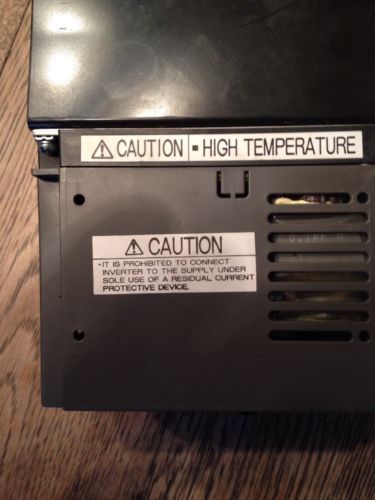 ⚠ CAUTION ▪ HIGH TEMPERATURE
⚠ CAUTION
•IT IS PROHIBITED TO CONNECT
INVERTER TO THE SUPPLY UNDER
SOLE USE OF A RESIDUAL CURRENT
PROTECTIVE DEVICE.